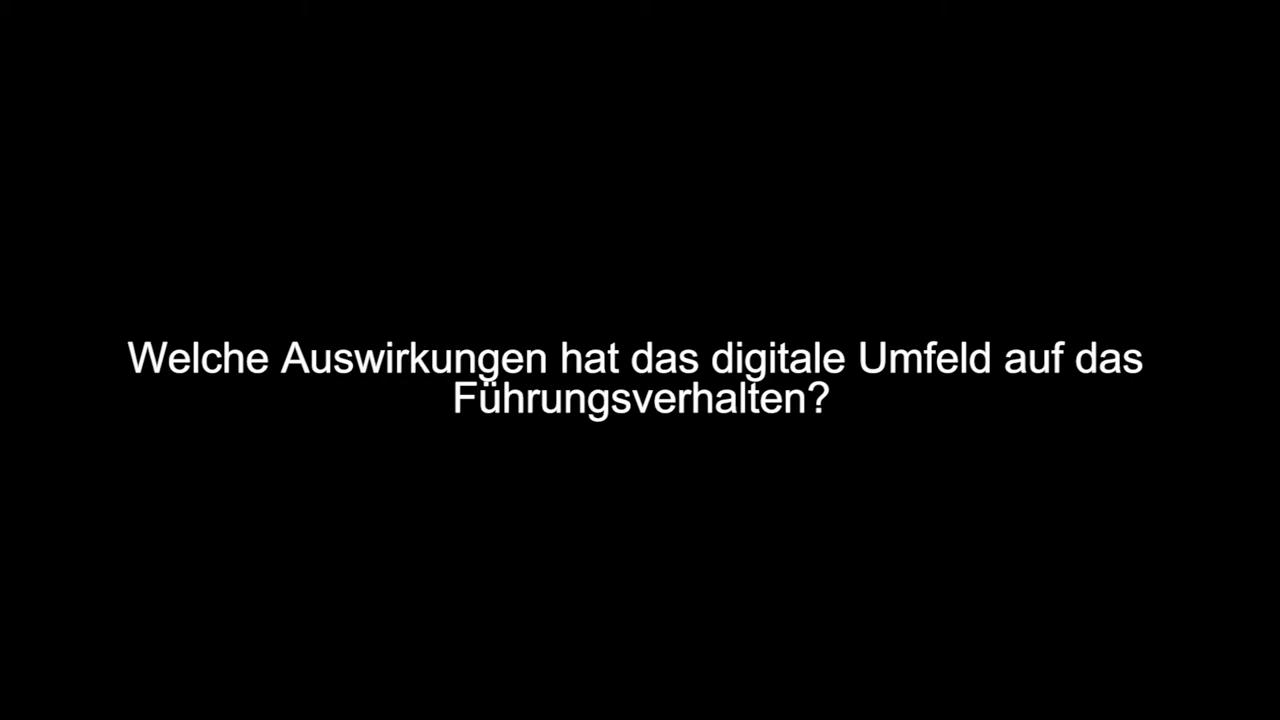 Welche Auswirkungen hat das digitale Umfeld auf das
Führungsverhalten?